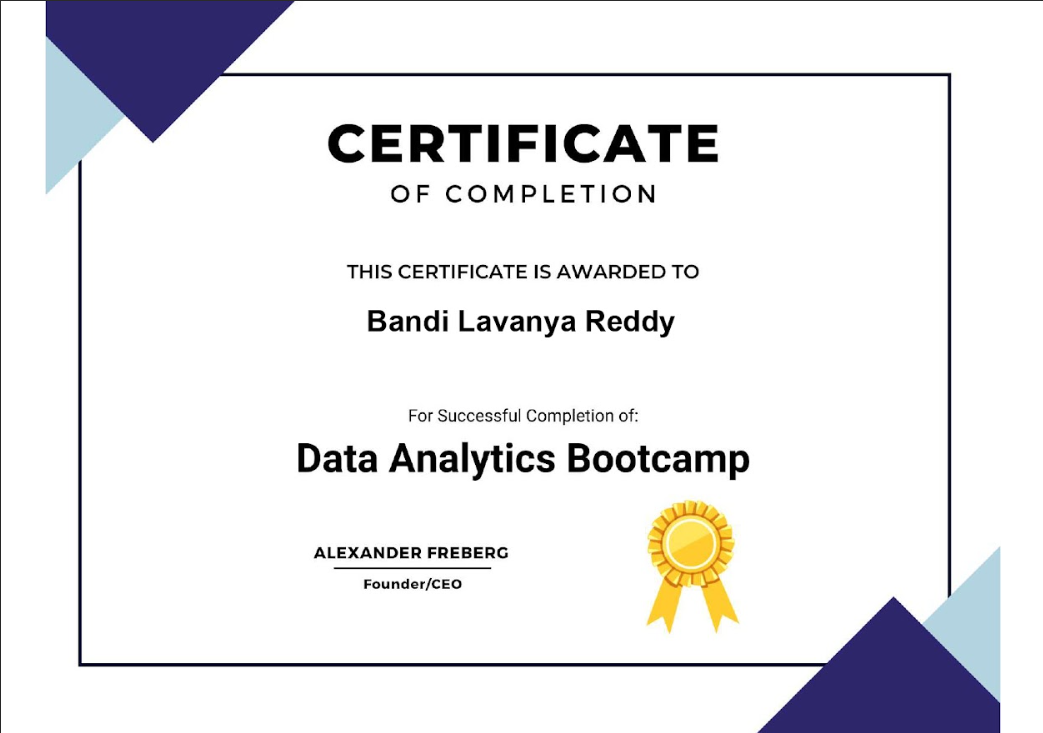 CERTIFICATE
OF COMPLETION
THIS CERTIFICATE IS AWARDED TO
Bandi Lavanya Reddy
For Successful Completion of:
Data Analytics Bootcamp
ALEXANDER FREBERG
Founder/CEO